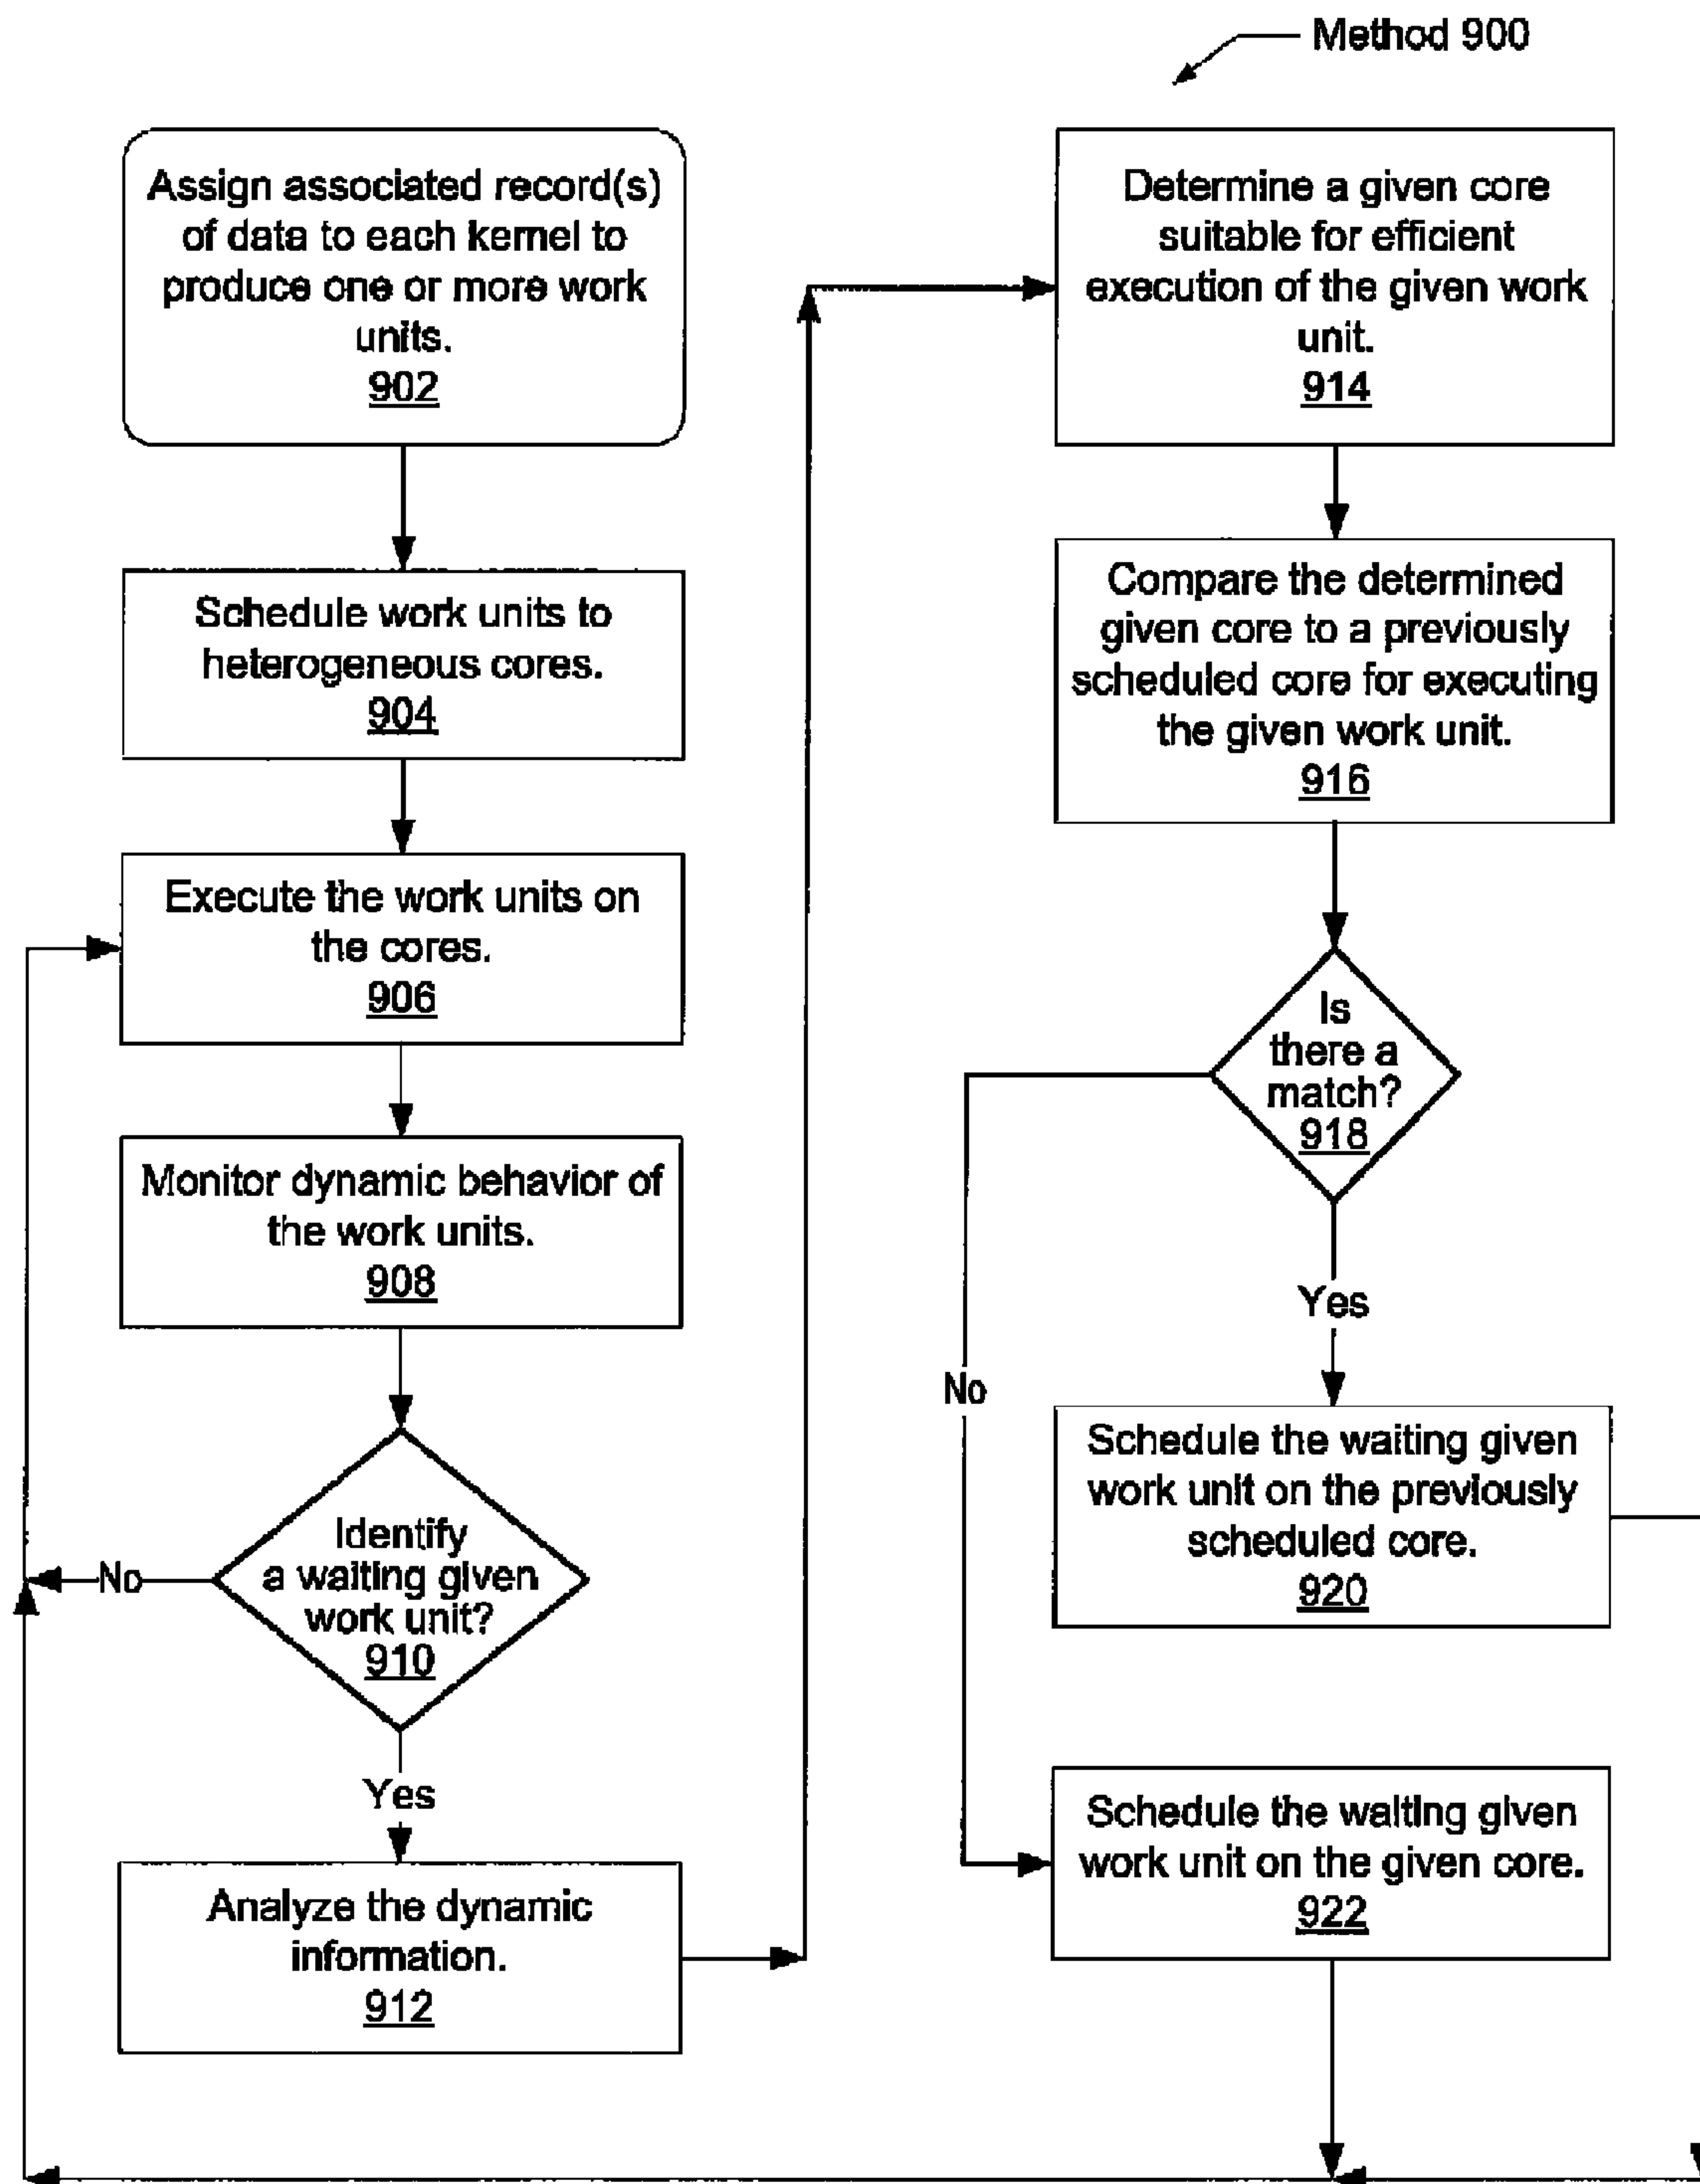 Method 900
Assign associated record(s)
of data to each kernel to
produce one or more work
units.
902
Schedule work units to
heterogeneous cores.
904
Execute the work units on
the cores.
906
Monitor dynamic behavior of
the work units.
908
Identify
a waiting given
work unit?
910
No
Yes
Analyze the dynamic
information.
912
Determine a given core
suitable for efficient
execution of the given work
unit.
914
Compare the determined
given core to a previously
scheduled core for executing
the given work unit.
916
Is
there a
match?
918
Yes
No
Schedule the waiting given
work unit on the previously
scheduled core.
920
Schedule the waiting given
work unit on the given core.
922